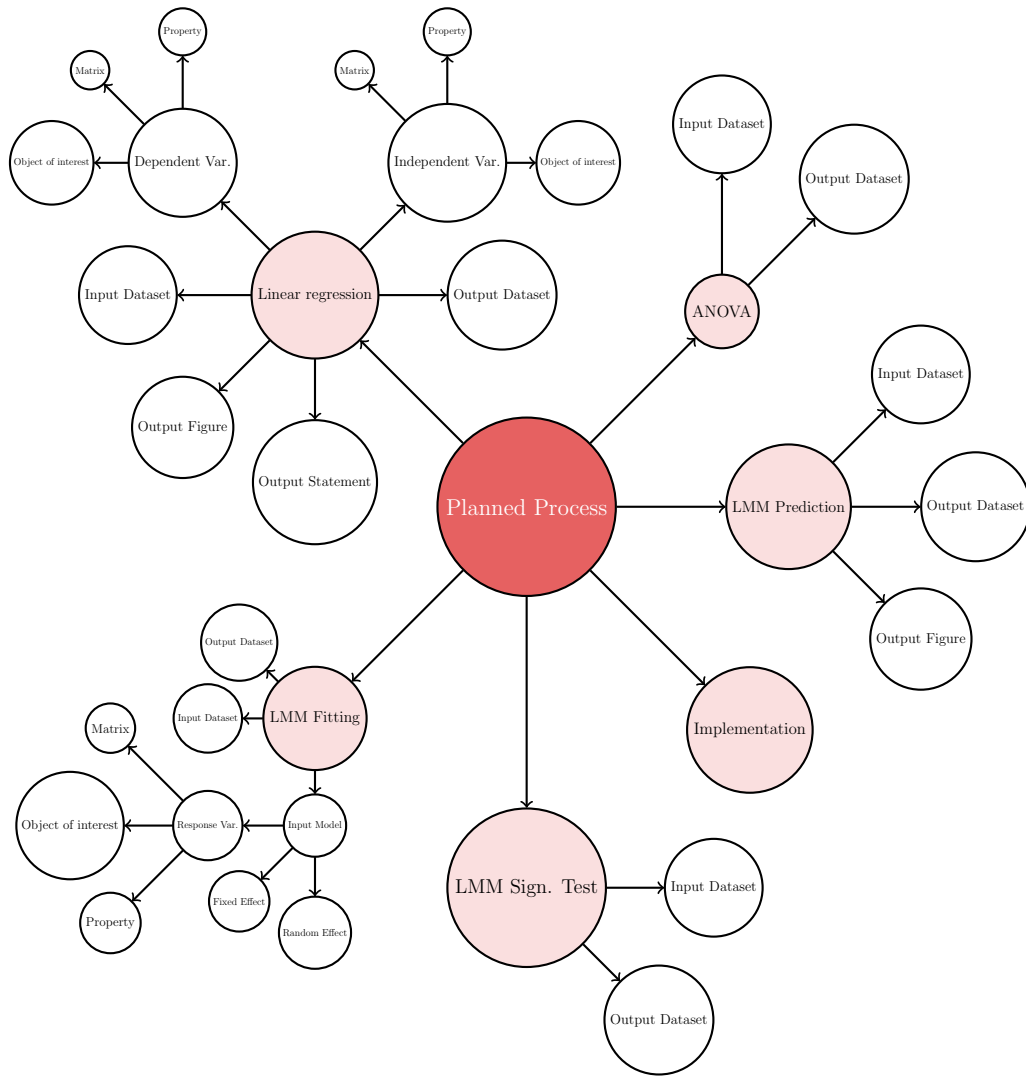 Property
Property
Matrix
Matrix
Input Dataset
Object of interest
Dependent Var.
Independent Var.
Object of interest
Output Dataset
Input Dataset
Linear regression
Output Dataset
ANOVA
Input Dataset
Output Figure
Output Statement
Planned Process
LMM Prediction
Output Dataset
Output Dataset
Output Figure
Input Dataset
LMM Fitting
Matrix
Implementation
Object of interest
Response Var.
Input Model
Fixed Effect
LMM Sign. Test
Input Dataset
Property
Random Effect
Output Dataset